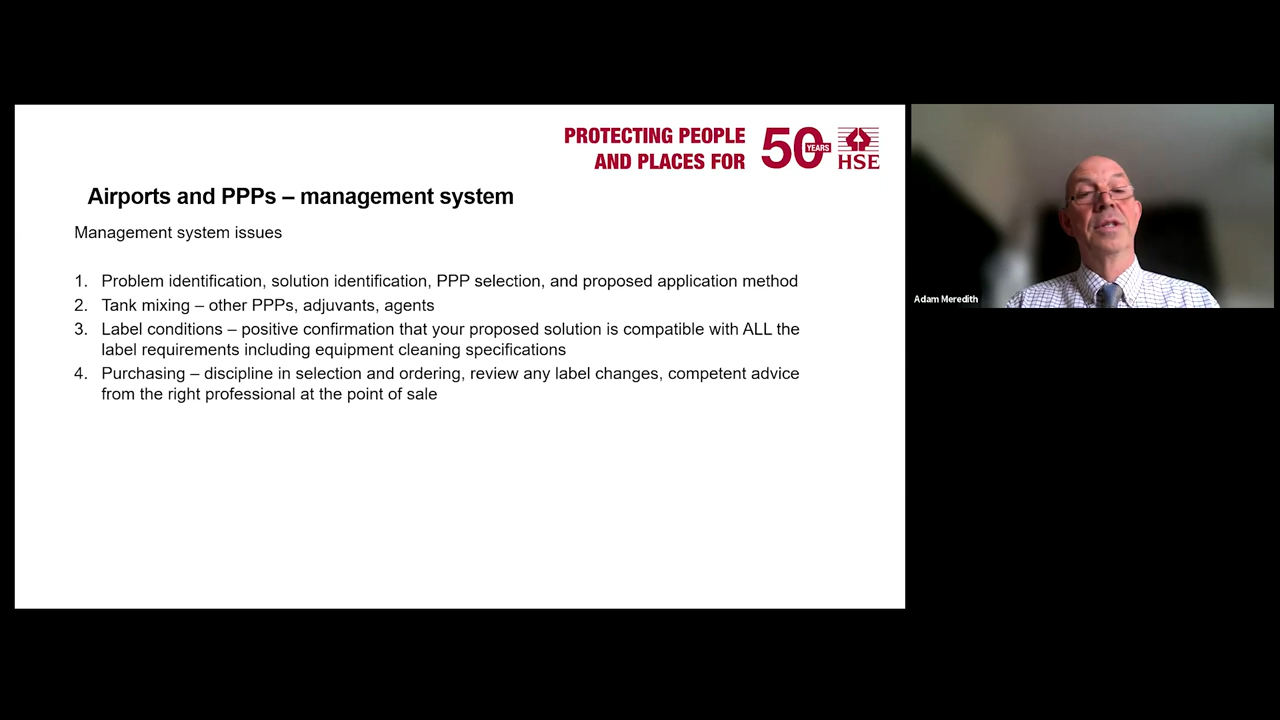 PROTECTING PEOPLE
AND PLACES FOR
50 YEARS
HSE
Airports and PPPs – management system
Management system issues
1. Problem identification, solution identification, PPP selection, and proposed application method
2. Tank mixing – other PPPs, adjuvants, agents
3. Label conditions – positive confirmation that your proposed solution is compatible with ALL the
label requirements including equipment cleaning specifications
4. Purchasing – discipline in selection and ordering, review any label changes, competent advice
from the right professional at the point of sale
Adam Meredith